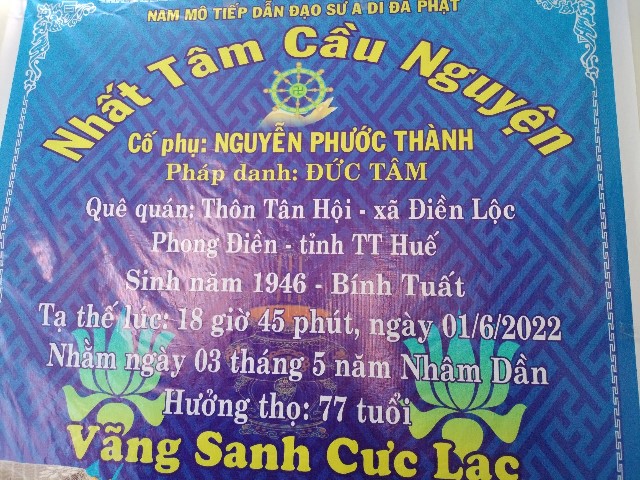 NAM MÔ TIẾP DẪN ĐẠO SƯ A DI ĐÀ PHẬT
Nhất Tâm Cầu Nguyện
Cố phụ: NGUYỄN PHƯỚC THÀNH
Pháp danh: ĐỨC TÂM
Quê quán: Thôn Tân Hội - xã Điền Lộc
Phong Điền - tỉnh TT Huế
Sinh năm 1946 - Bính Tuất
Tạ thế lúc: 18 giờ 45 phút, ngày 01/6/2022
Nhằm ngày 03 tháng 5 năm Nhâm Dần
Hưởng thọ: 77 tuổi
Vãng Sanh Cực Lạc